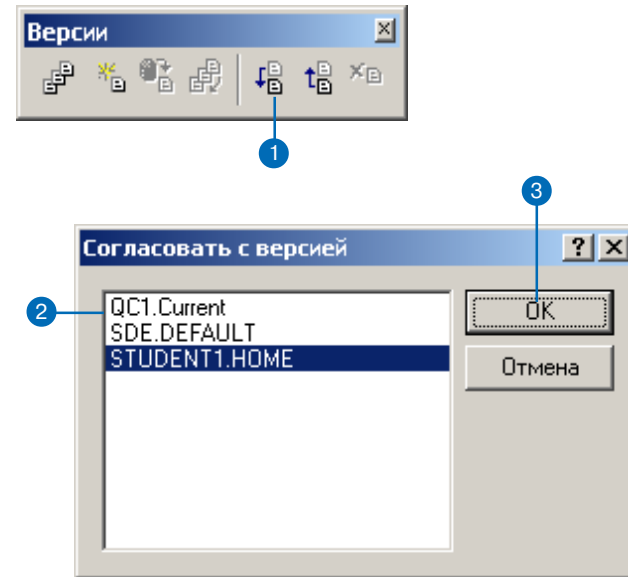 Версии
1
3
Согласовать с версией
2
QC1.Current
SDE.DEFAULT
STUDENT1.HOME
OK
Отмена